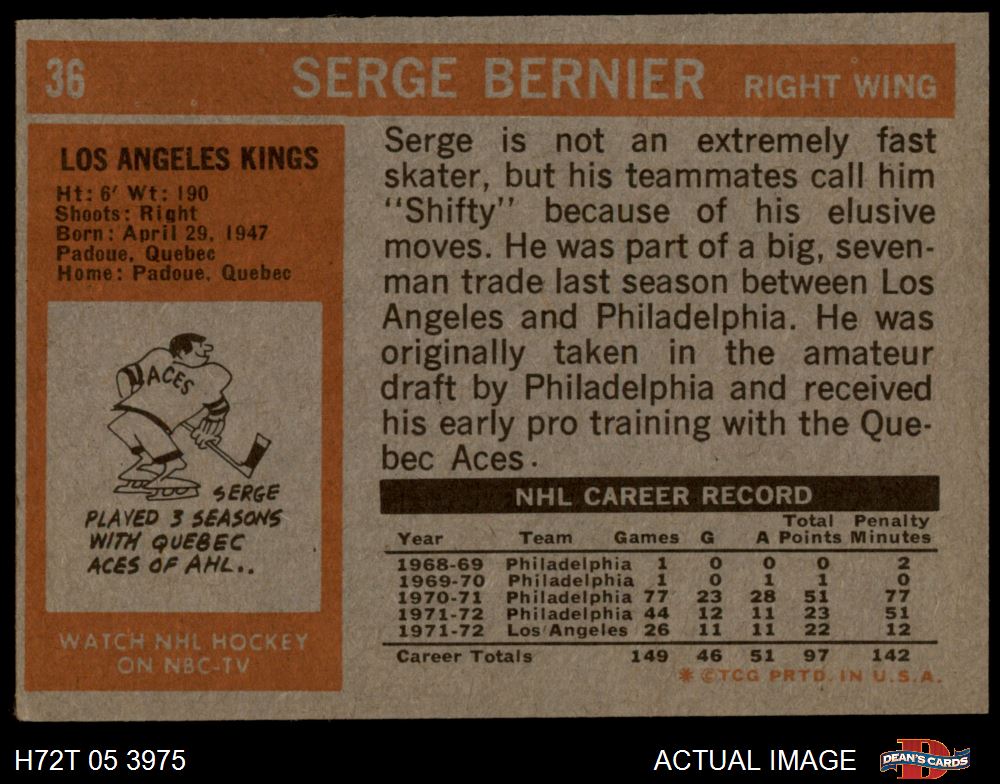 36 SERGE BERNIER RIGHT WING
LOS ANGELES KINGS
Ht: 6' Wt: 190
Shoots: Right
Born: April 29, 1947
Padoue, Quebec
Home: Padoue, Quebec
ACES
SERGE
PLAYED 3 SEASONS
WITH QUEBEC
ACES OF AHL..
WATCH NHL HOCKEY
ON NBC-TV
Serge is not an extremely fast
skater, but his teammates call him
"Shifty" because of his elusive
moves. He was part of a big, seven-
man trade last season between Los
Angeles and Philadelphia. He was
originally taken in the amateur
draft by Philadelphia and received
his early pro training with the Que-
bec Aces.
NHL CAREER RECORD
Total Penalty
Year Team Games G A Points Minutes
1968-69 Philadelphia 1 0 0 0 2
1969-70 Philadelphia 1 0 1 1 0
1970-71 Philadelphia 77 23 28 51 77
1971-72 Philadelphia 44 12 11 23 51
1971-72 Los Angeles 26 11 11 22 12
Career Totals 149 46 51 97 142
* ©TCG PRTD. IN U.S.A.
H72T 05 3975 ACTUAL IMAGE
DEAN'S CARDS